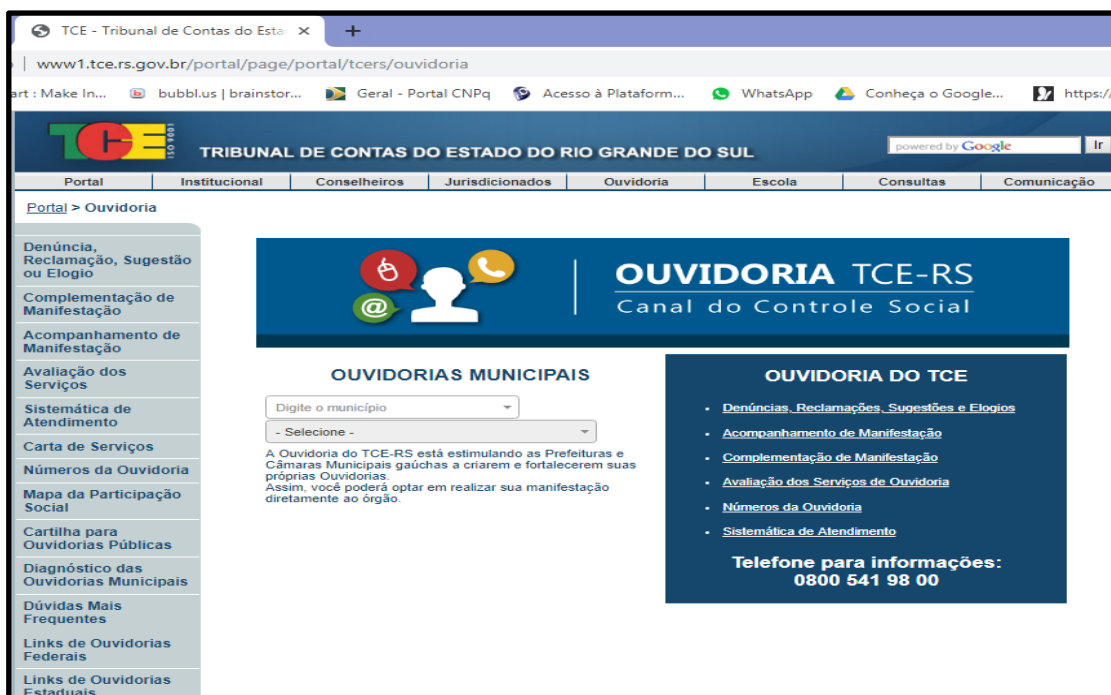 TCE - Tribunal de Contas do Esta
www1.tce.rs.gov.br/portal/page/portal/tcers/ouvidoria
art : Make In... bubbl.us | brainstor... Geral - Portal CNPq Acesso à Plataform... WhatsApp Conheça o Google... https:/
TCE ISO 9001
TRIBUNAL DE CONTAS DO ESTADO DO RIO GRANDE DO SUL
powered by Google Ir
Portal Institucional Conselheiros Jurisdicionados Ouvidoria Escola Consultas Comunicação
Portal > Ouvidoria
Denúncia,
Reclamação, Sugestão
ou Elogio
Complementação de
Manifestação
Acompanhamento de
Manifestação
Avaliação dos
Serviços
Sistemática de
Atendimento
Carta de Serviços
Números da Ouvidoria
Mapa da Participação
Social
Cartilha para
Ouvidorias Públicas
Diagnóstico das
Ouvidorias Municipais
Dúvidas Mais
Frequentes
Links de Ouvidorias
Federais
Links de Ouvidorias
Estaduais
OUVIDORIA TCE-RS
Canal do Controle Social
@
OUVIDORIAS MUNICIPAIS
Digite o município
- Selecione -
A Ouvidoria do TCE-RS está estimulando as Prefeituras e
Câmaras Municipais gaúchas a criarem e fortalecerem suas
próprias Ouvidorias.
Assim, você poderá optar em realizar sua manifestação
diretamente ao órgão.
OUVIDORIA DO TCE
• Denúncias, Reclamações, Sugestões e Elogios
• Acompanhamento de Manifestação
• Complementação de Manifestação
• Avaliação dos Serviços de Ouvidoria
• Números da Ouvidoria
• Sistemática de Atendimento
Telefone para informações:
0800 541 98 00